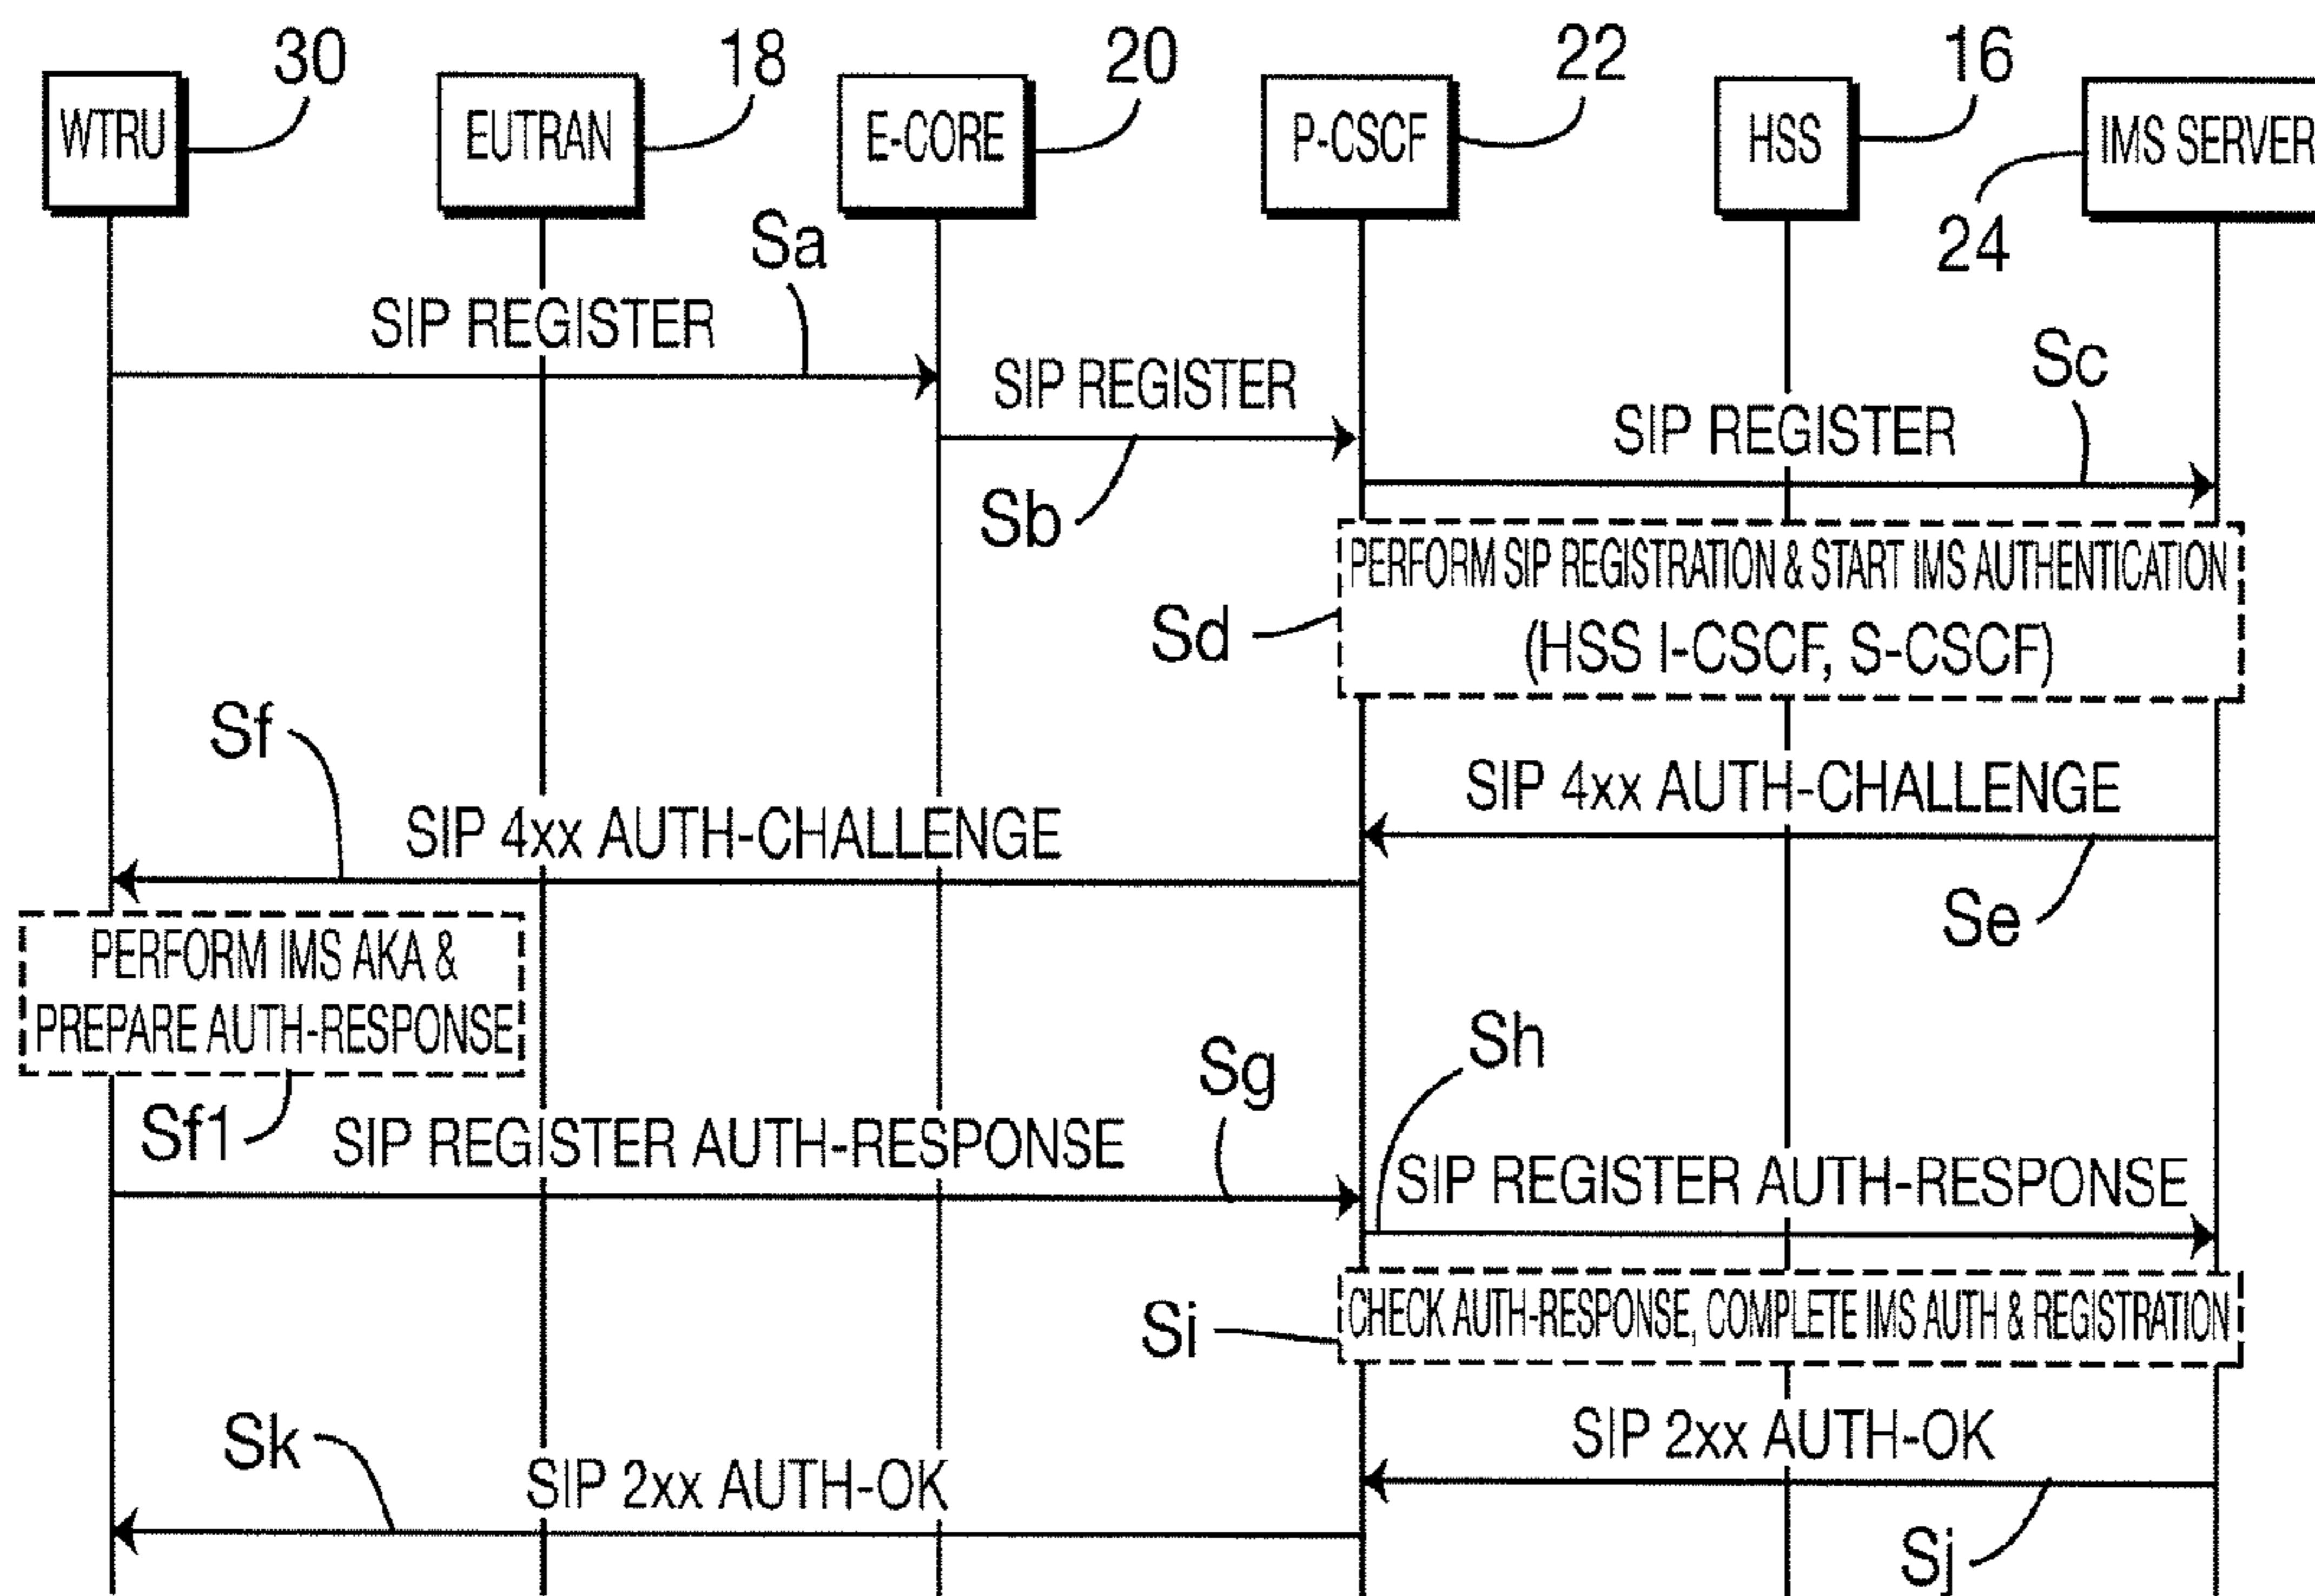 30
18
20
22
16
WTRU
EUTRAN
E-CORE
P-CSCF
HSS
IMS SERVER
24
Sa
SIP REGISTER
SIP REGISTER
Sb
Sc
SIP REGISTER
Sd
PERFORM SIP REGISTRATION & START IMS AUTHENTICATION
(HSS I-CSCF, S-CSCF)
SIP 4xx AUTH-CHALLENGE
Se
Sf
SIP 4xx AUTH-CHALLENGE
PERFORM IMS AKA &
PREPARE AUTH-RESPONSE
Sf1
Sg
SIP REGISTER AUTH-RESPONSE
Sh
SIP REGISTER AUTH-RESPONSE
Si
CHECK AUTH-RESPONSE, COMPLETE IMS AUTH & REGISTRATION
SIP 2xx AUTH-OK
Sj
Sk
SIP 2xx AUTH-OK